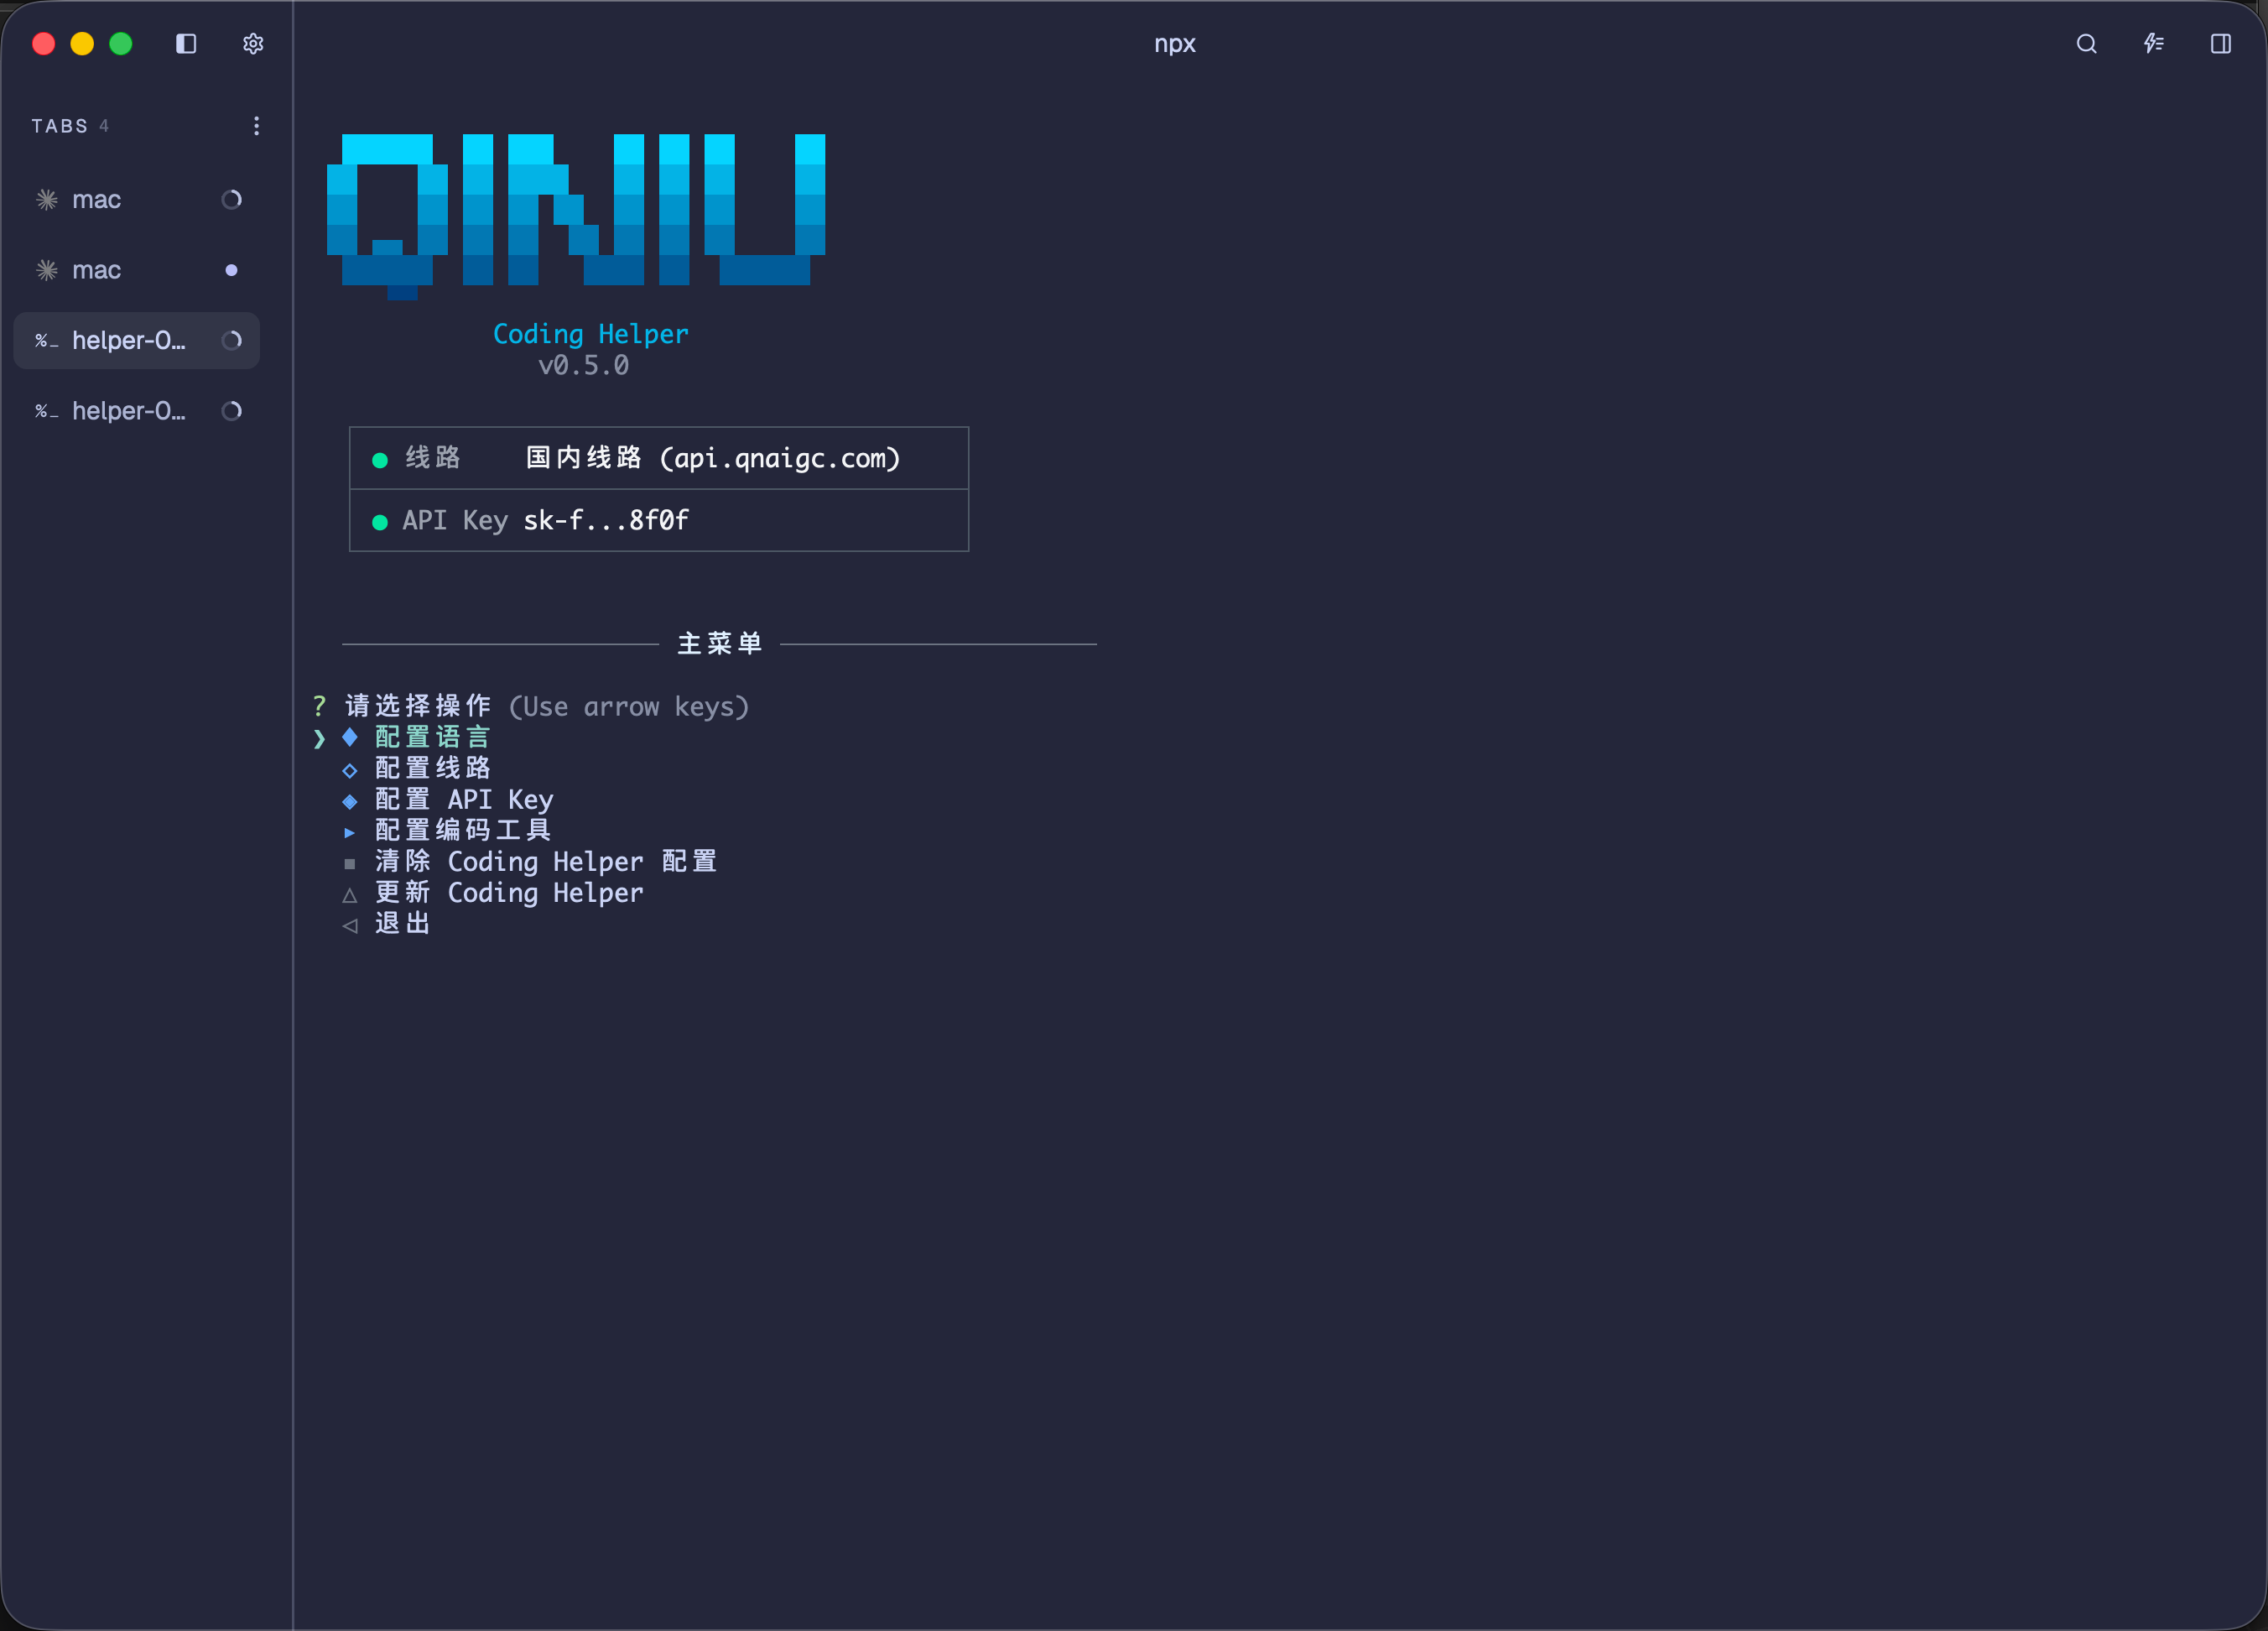 npx
TABS 4
mac
mac
%_ helper-0...
%_ helper-0...
QINIU
Coding Helper
v0.5.0
线路 国内线路 (api.qnaigc.com)
API Key sk-f...8f0f
主菜单
? 请选择操作 (Use arrow keys)
❯ 配置语言
配置线路
配置 API Key
配置编码工具
清除 Coding Helper 配置
更新 Coding Helper
退出